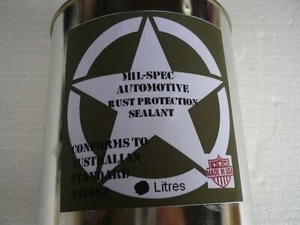 MIL-SPEC
AUTOMOTIVE
RUST PROTECTION
SEALANT
CONFORMS TO
AUSTRALIAN
STANDARD
Litres
MADE IN USA